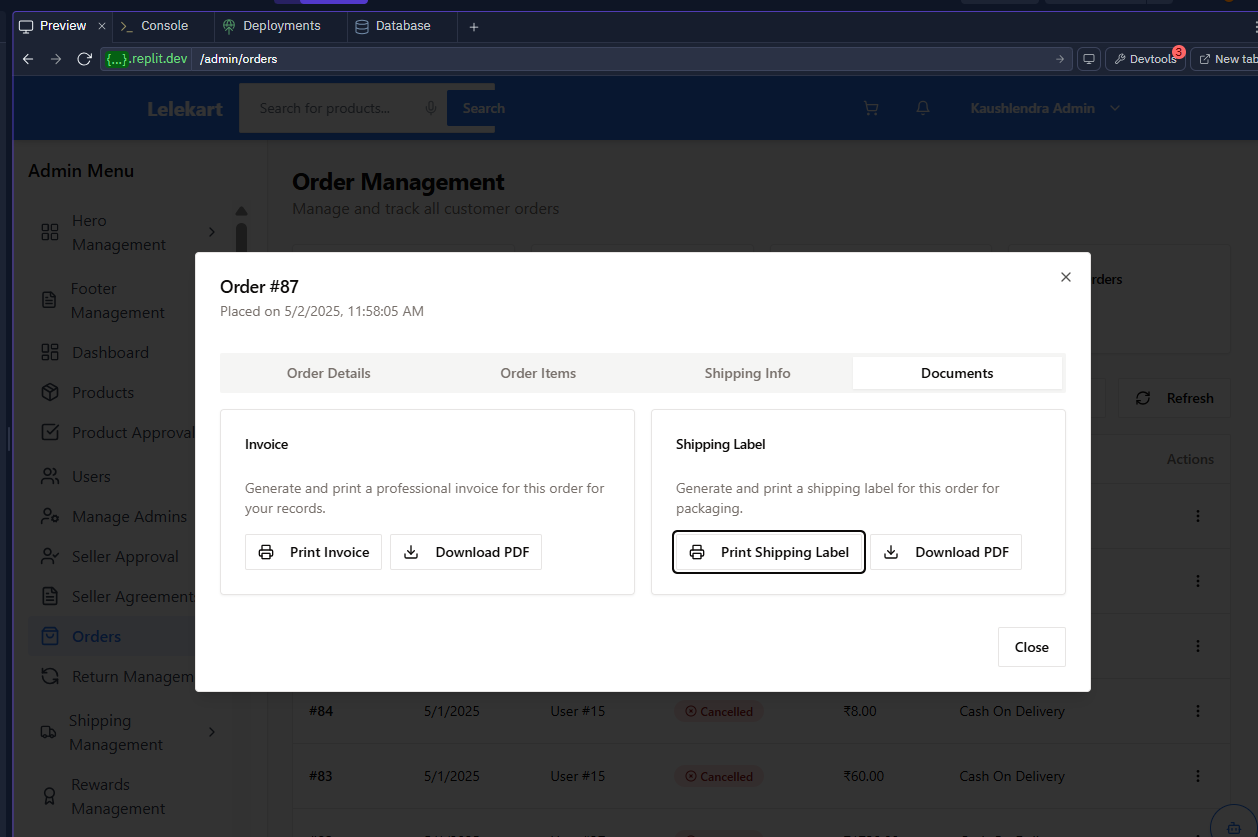 Preview
Console
Deployments
Database
{...}.replit.dev
/admin/orders
Devtools
3
New tab
Lelekart
Search for products...
Search
Kaushlendra Admin
Admin Menu
Hero
Management
Footer
Management
Dashboard
Products
Product Approval
Users
Manage Admins
Seller Approval
Seller Agreement
Orders
Return Managem
Shipping
Management
Rewards
Management
Order Management
Manage and track all customer orders
rders
Refresh
Actions
Order #87
Placed on 5/2/2025, 11:58:05 AM
Order Details
Order Items
Shipping Info
Documents
Invoice
Generate and print a professional invoice for this order for
your records.
Print Invoice
Download PDF
Shipping Label
Generate and print a shipping label for this order for
packaging.
Print Shipping Label
Download PDF
Close
#84 5/1/2025 User #15 Cancelled ₹8.00 Cash On Delivery
#83 5/1/2025 User #15 Cancelled ₹60.00 Cash On Delivery